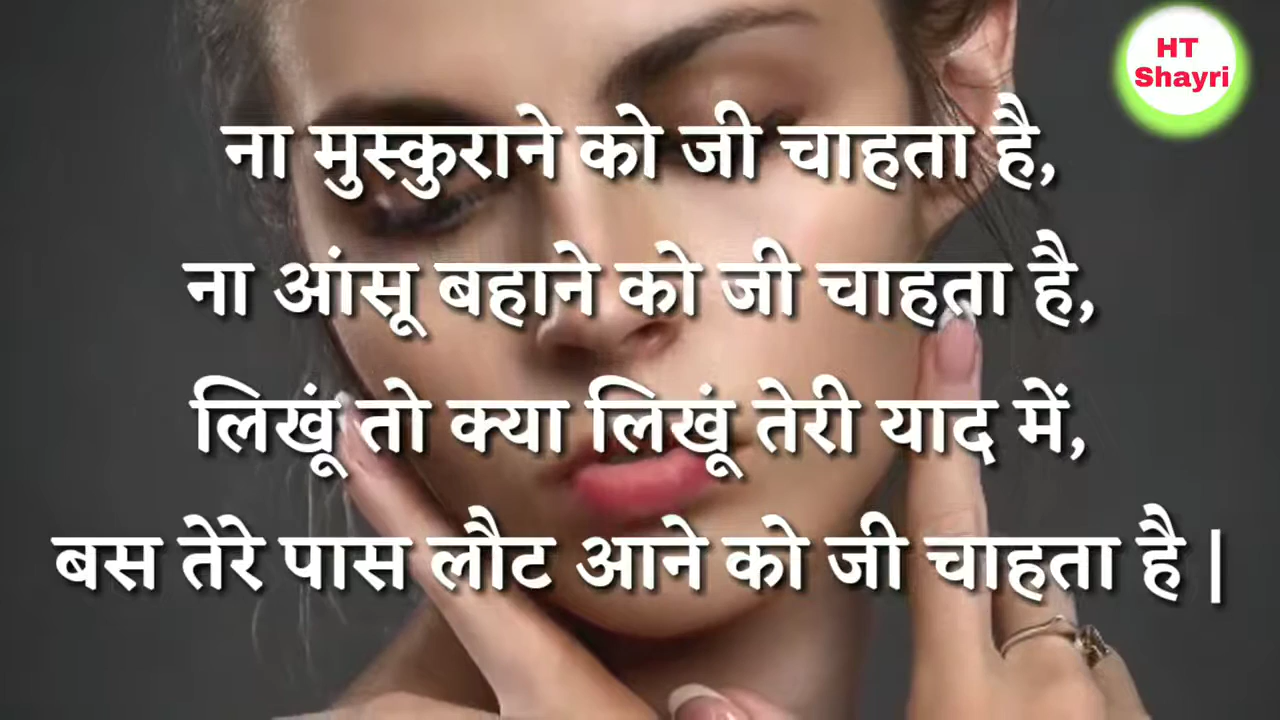 HT
Shayri
ना मुस्कुराने को जी चाहता है,
ना आंसू बहाने को जी चाहता है,
लिखूं तो क्या लिखूं तेरी याद में,
बस तेरे पास लौट आने को जी चाहता है |